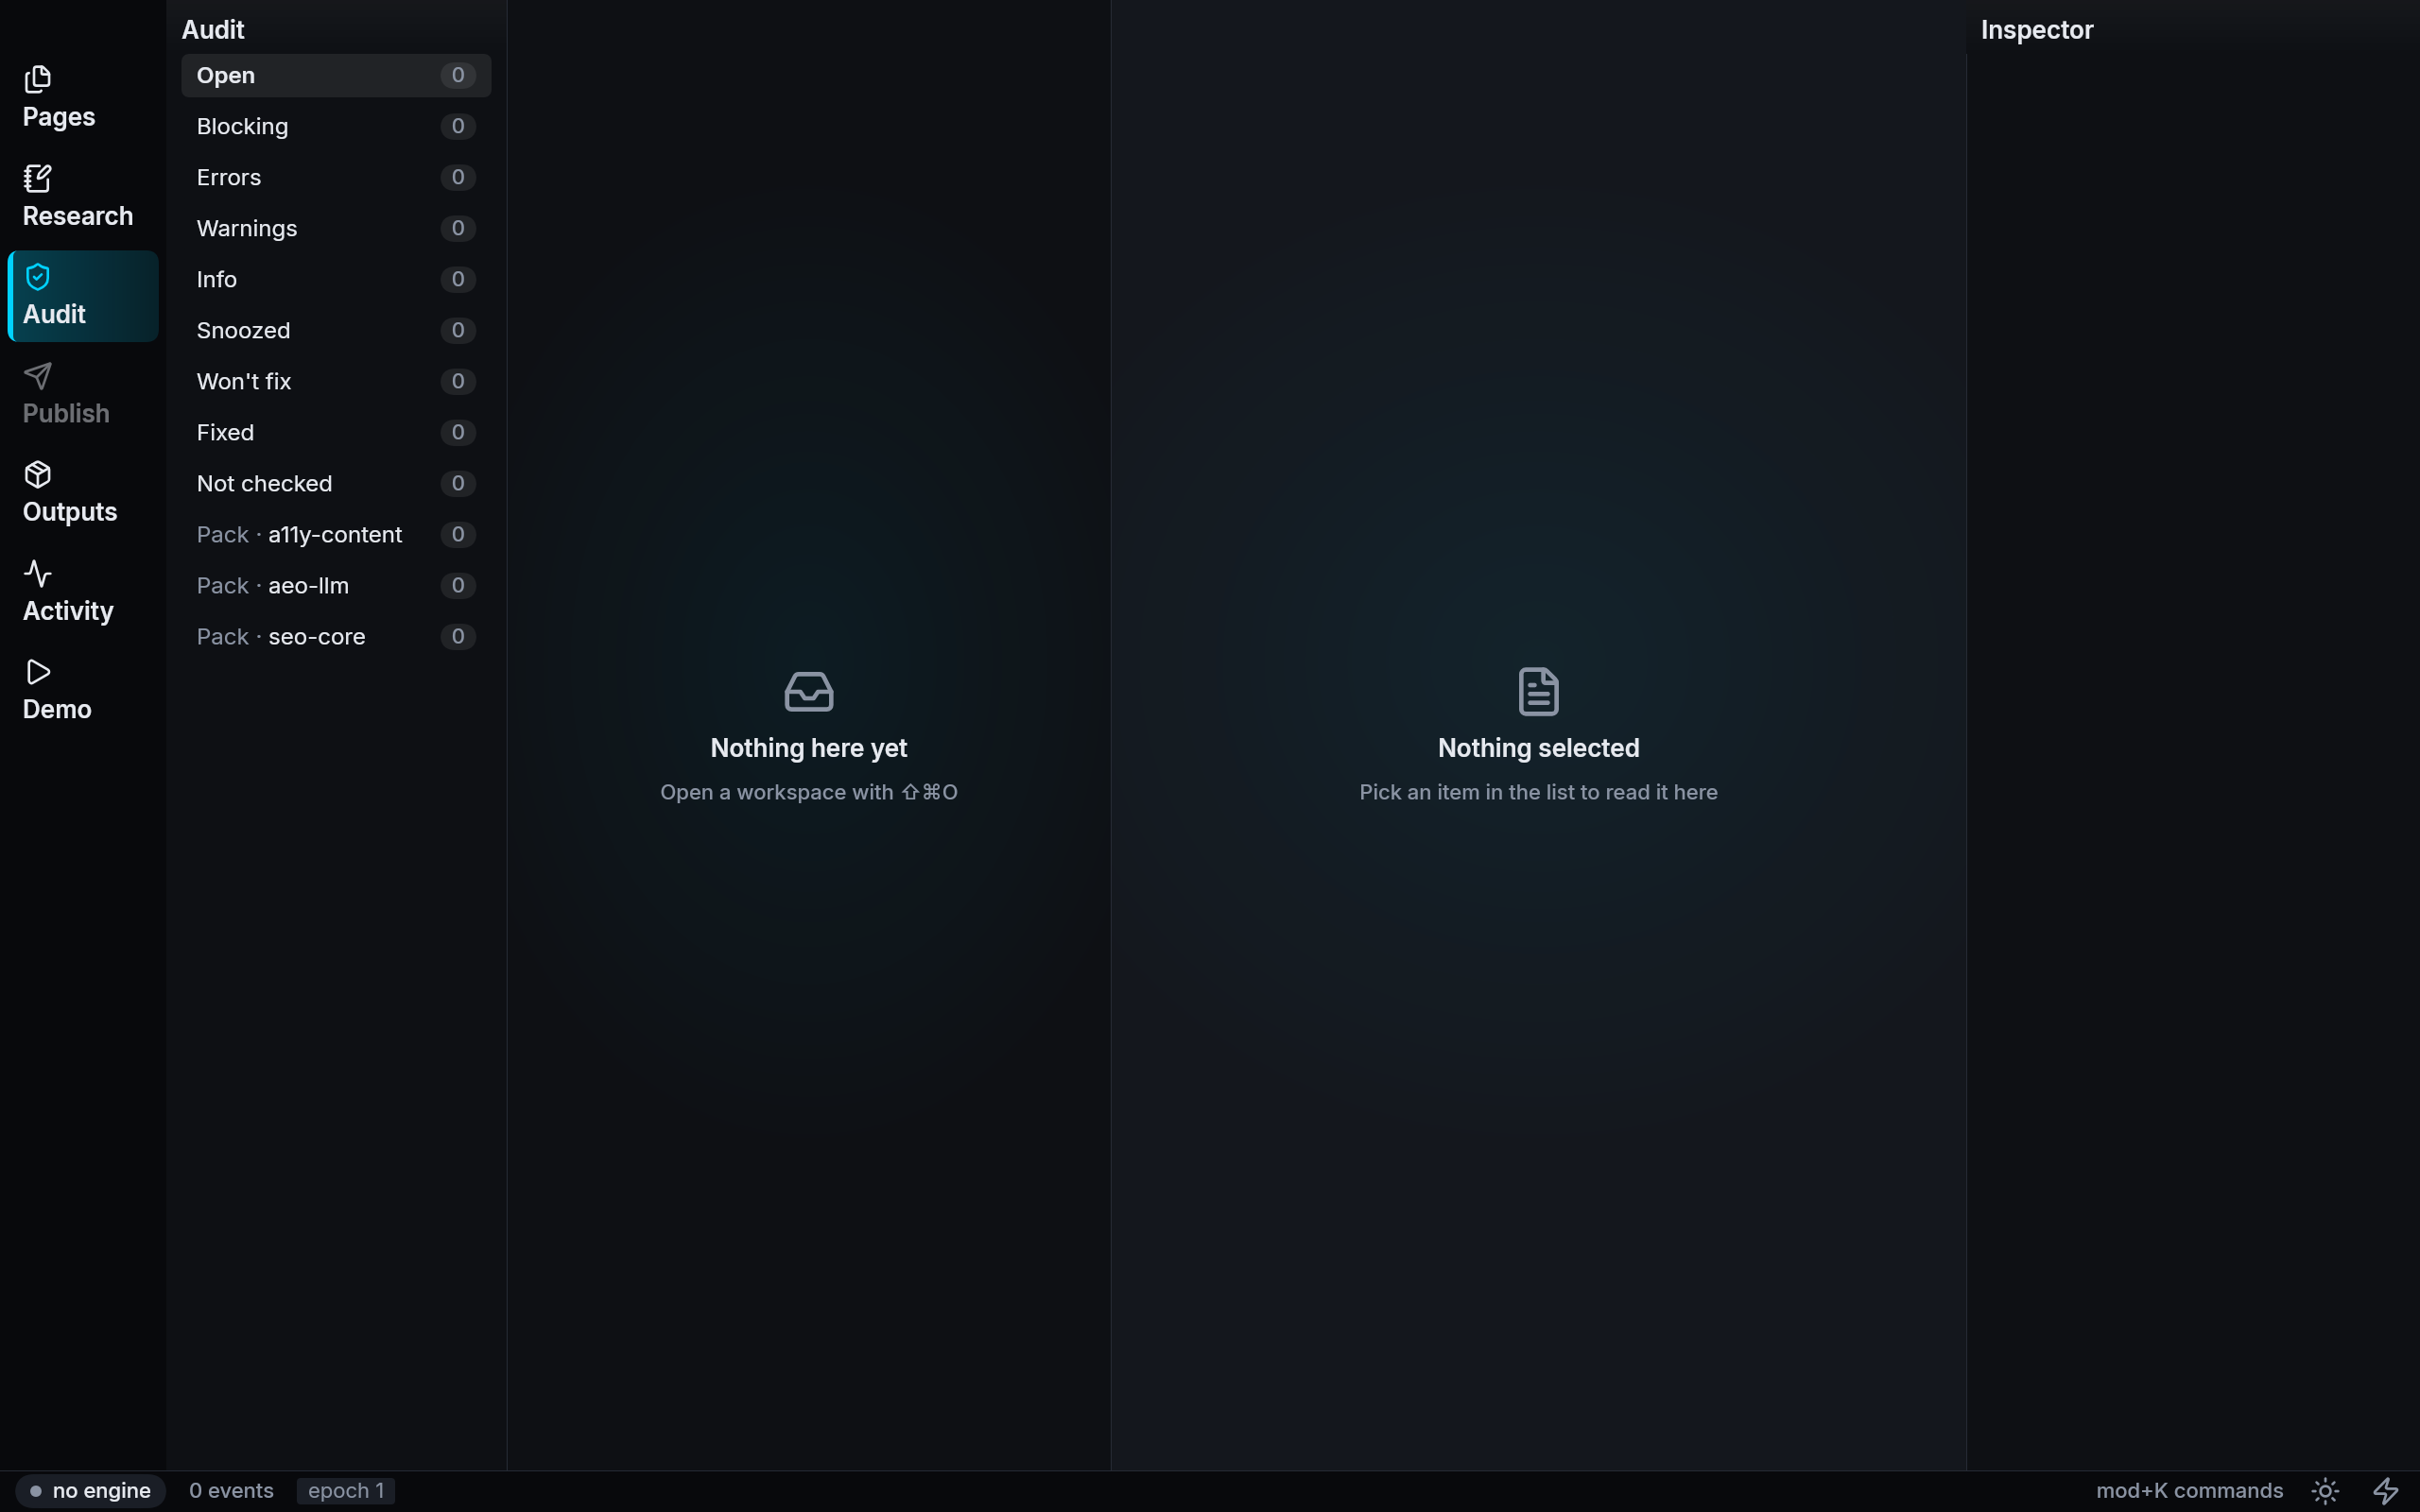 Pages
Research
Audit
Publish
Outputs
Activity
Demo
Audit
Open 0
Blocking 0
Errors 0
Warnings 0
Info 0
Snoozed 0
Won't fix 0
Fixed 0
Not checked 0
Pack · a11y-content 0
Pack · aeo-llm 0
Pack · seo-core 0
Nothing here yet
Open a workspace with ⇧⌘O
Nothing selected
Pick an item in the list to read it here
Inspector
no engine 0 events epoch 1 mod+K commands